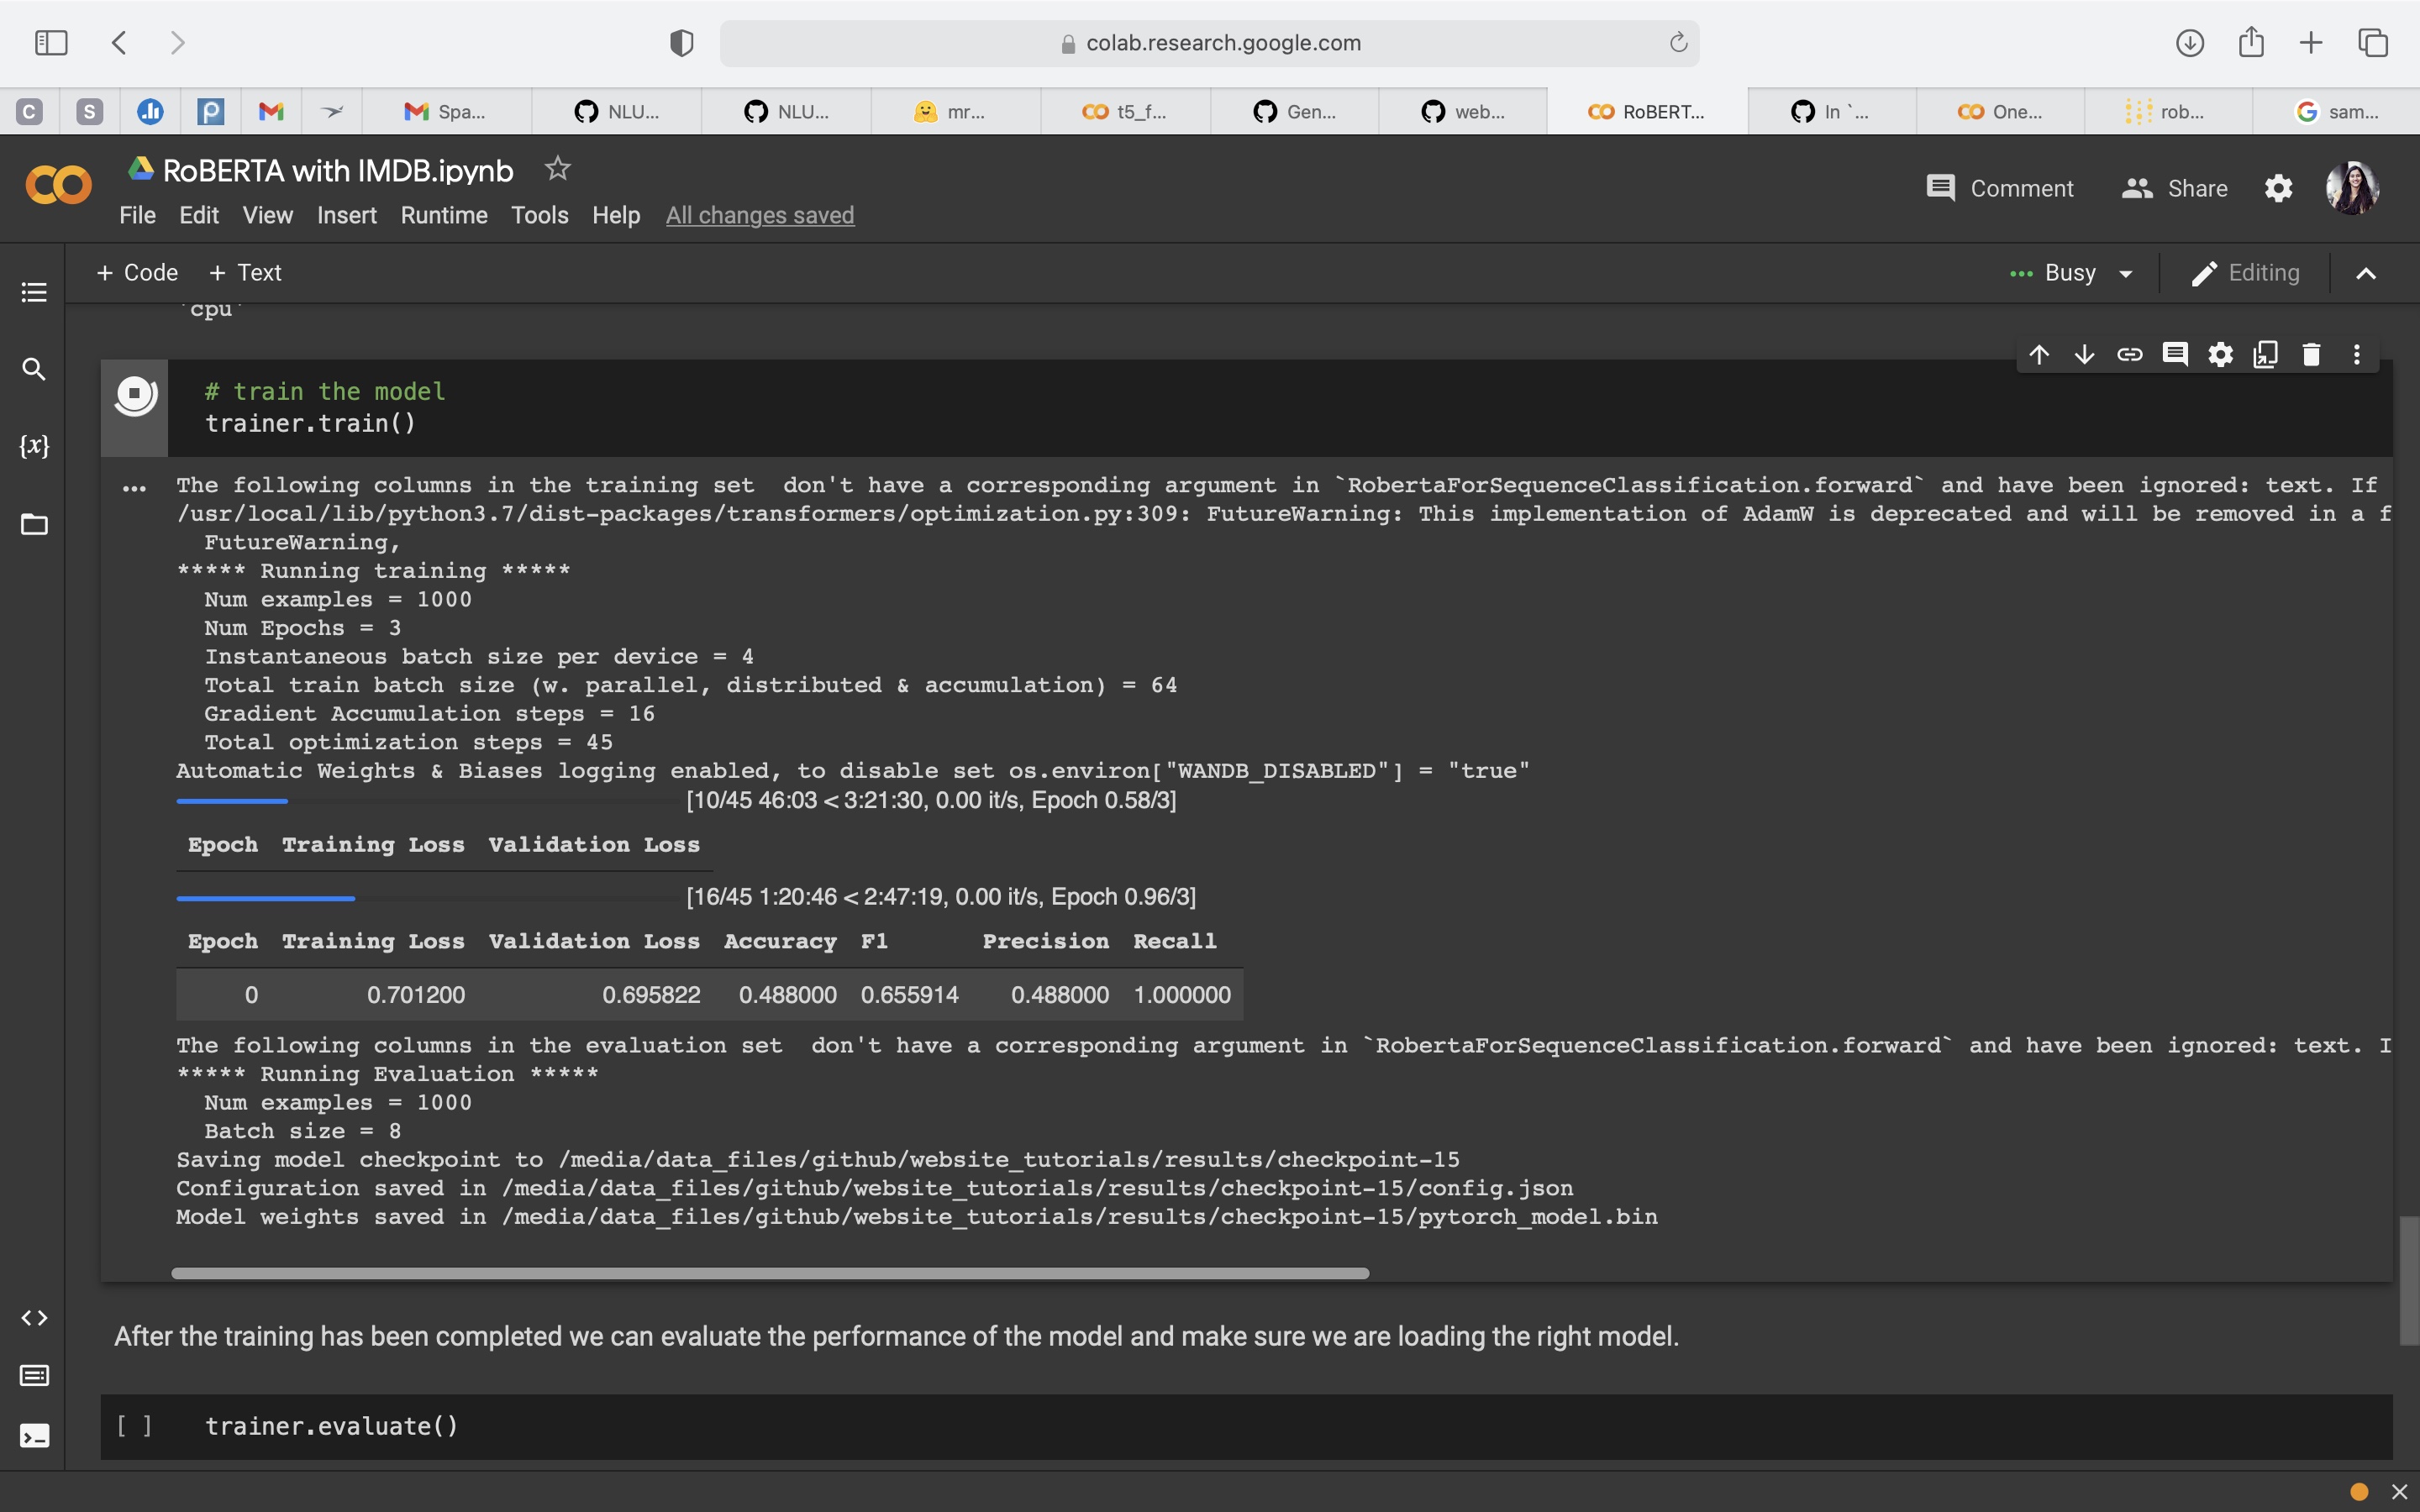 colab.research.google.com
C
S
Spa...
NLU...
NLU...
mr...
t5_f...
Gen...
web...
RoBERT...
In `...
One...
rob...
sam...
RoBERTA with IMDB.ipynb
Comment
Share
File Edit View Insert Runtime Tools Help All changes saved
+ Code + Text
Busy
Editing
'cpu'
# train the model
trainer.train()
The following columns in the training set  don't have a corresponding argument in `RobertaForSequenceClassification.forward` and have been ignored: text. If
/usr/local/lib/python3.7/dist-packages/transformers/optimization.py:309: FutureWarning: This implementation of AdamW is deprecated and will be removed in a f
FutureWarning,
***** Running training *****
Num examples = 1000
Num Epochs = 3
Instantaneous batch size per device = 4
Total train batch size (w. parallel, distributed & accumulation) = 64
Gradient Accumulation steps = 16
Total optimization steps = 45
Automatic Weights & Biases logging enabled, to disable set os.environ["WANDB_DISABLED"] = "true"
[10/45 46:03 < 3:21:30, 0.00 it/s, Epoch 0.58/3]
Epoch Training Loss Validation Loss
[16/45 1:20:46 < 2:47:19, 0.00 it/s, Epoch 0.96/3]
Epoch Training Loss Validation Loss Accuracy F1 Precision Recall
0 0.701200 0.695822 0.488000 0.655914 0.488000 1.000000
The following columns in the evaluation set  don't have a corresponding argument in `RobertaForSequenceClassification.forward` and have been ignored: text. I
***** Running Evaluation *****
Num examples = 1000
Batch size = 8
Saving model checkpoint to /media/data_files/github/website_tutorials/results/checkpoint-15
Configuration saved in /media/data_files/github/website_tutorials/results/checkpoint-15/config.json
Model weights saved in /media/data_files/github/website_tutorials/results/checkpoint-15/pytorch_model.bin
After the training has been completed we can evaluate the performance of the model and make sure we are loading the right model.
[ ] trainer.evaluate()